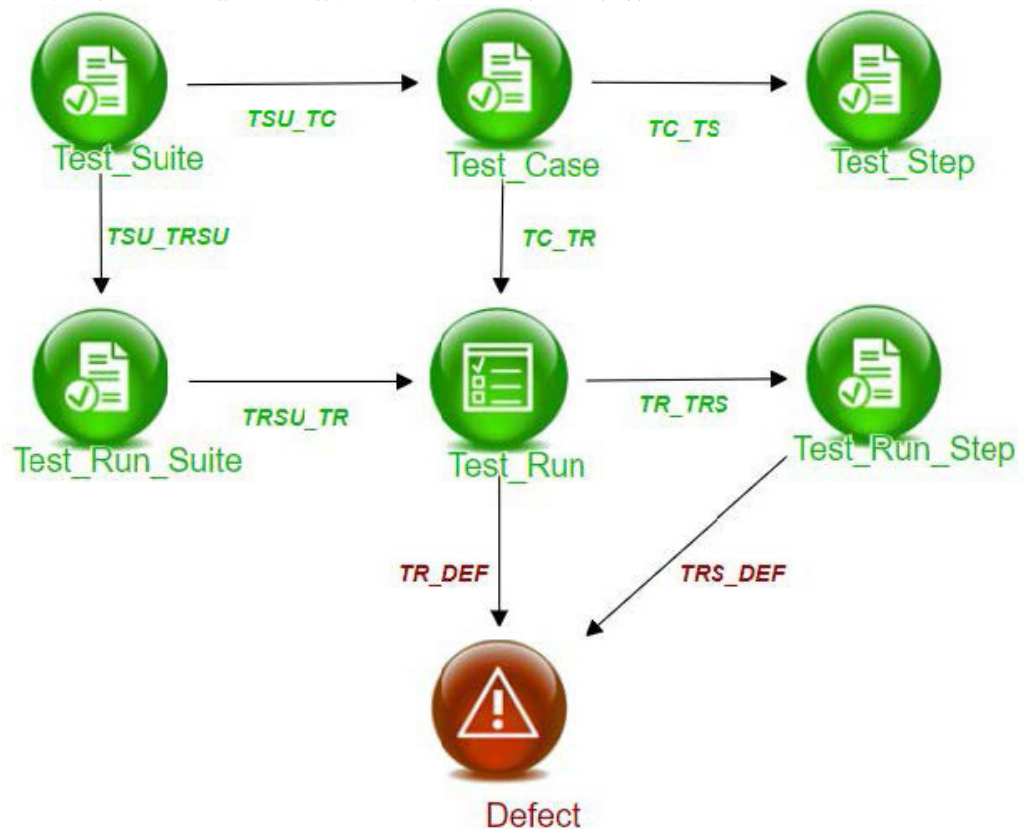 TSU_TC
TC_TS
Test_Suite
Test_Case
Test_Step
TSU_TRSU
TC_TR
TRSU_TR
TR_TRS
Test_Run_Suite
Test_Run
Test_Run_Step
TR_DEF
TRS_DEF
Defect